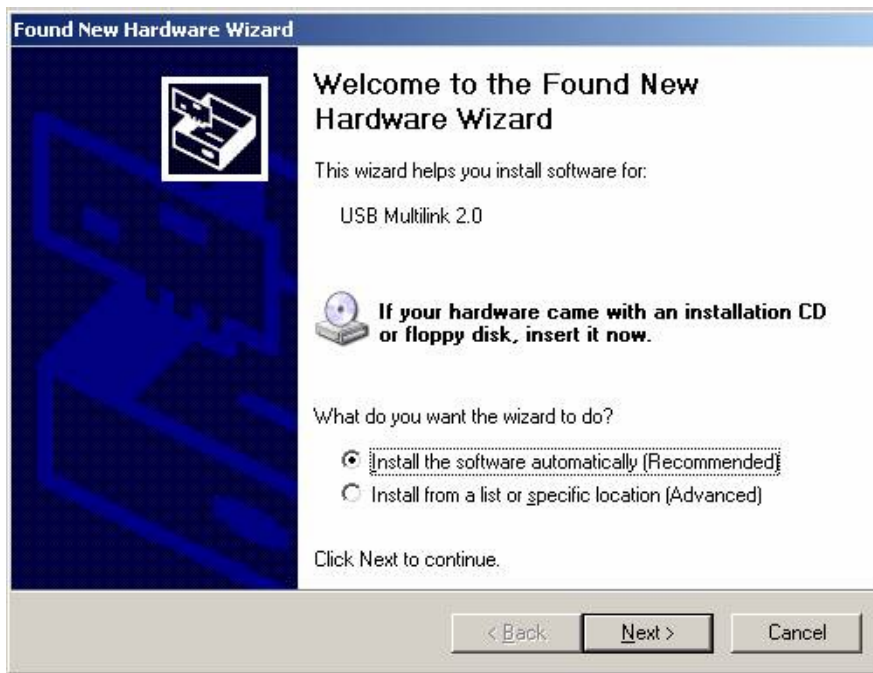 Found New Hardware Wizard
Welcome to the Found New
Hardware Wizard
This wizard helps you install software for:
USB Multilink 2.0
If your hardware came with an installation CD
or floppy disk, insert it now.
What do you want the wizard to do?
Install the software automatically (Recommended)
Install from a list or specific location (Advanced)
Click Next to continue.
< Back
Next >
Cancel